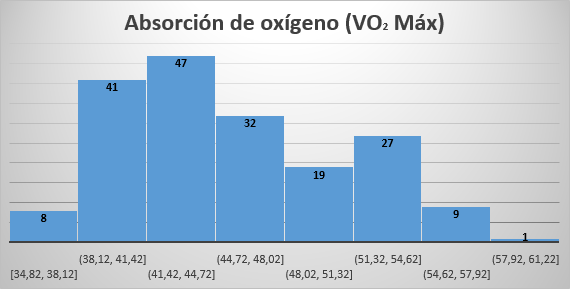 Absorción de oxígeno (VO₂ Máx)
47
41
32
27
19
8
9
1
(38,12, 41,42] (44,72, 48,02] (51,32, 54,62] (57,92, 61,22]
[34,82, 38,12] (41,42, 44,72] (48,02, 51,32] (54,62, 57,92]